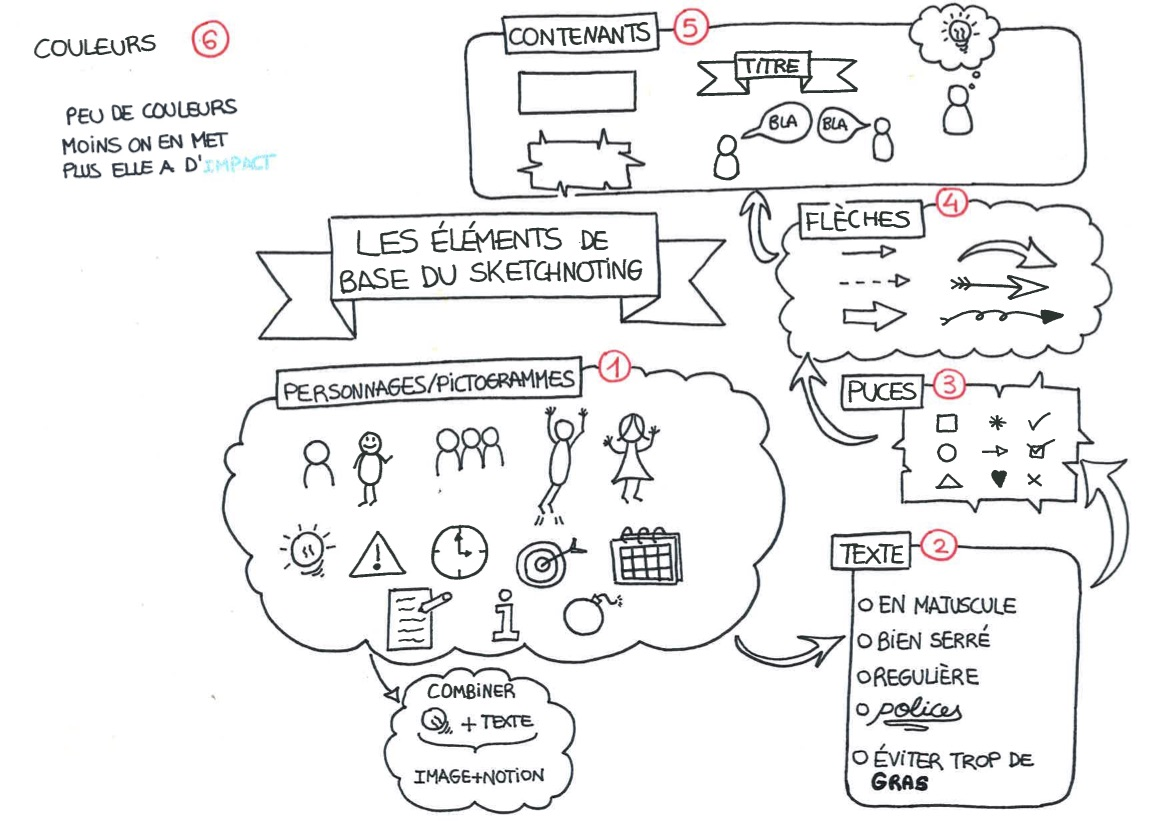 LES ÉLÉMENTS DE
BASE DU SKETCHNOTING
PERSONNAGES/PICTOGRAMMES
1
!
i
COMBINER
+ TEXTE
IMAGE+NOTION
TEXTE
2
EN MAJUSCULE
BIEN SERRÉ
REGULIÈRE
polices
ÉVITER TROP DE
GRAS
PUCES
3
FLÈCHES
4
CONTENANTS
5
TITRE
BLA
BLA
COULEURS
6
PEU DE COULEURS
MOINS ON EN MET
PLUS ELLE A D'IMPACT